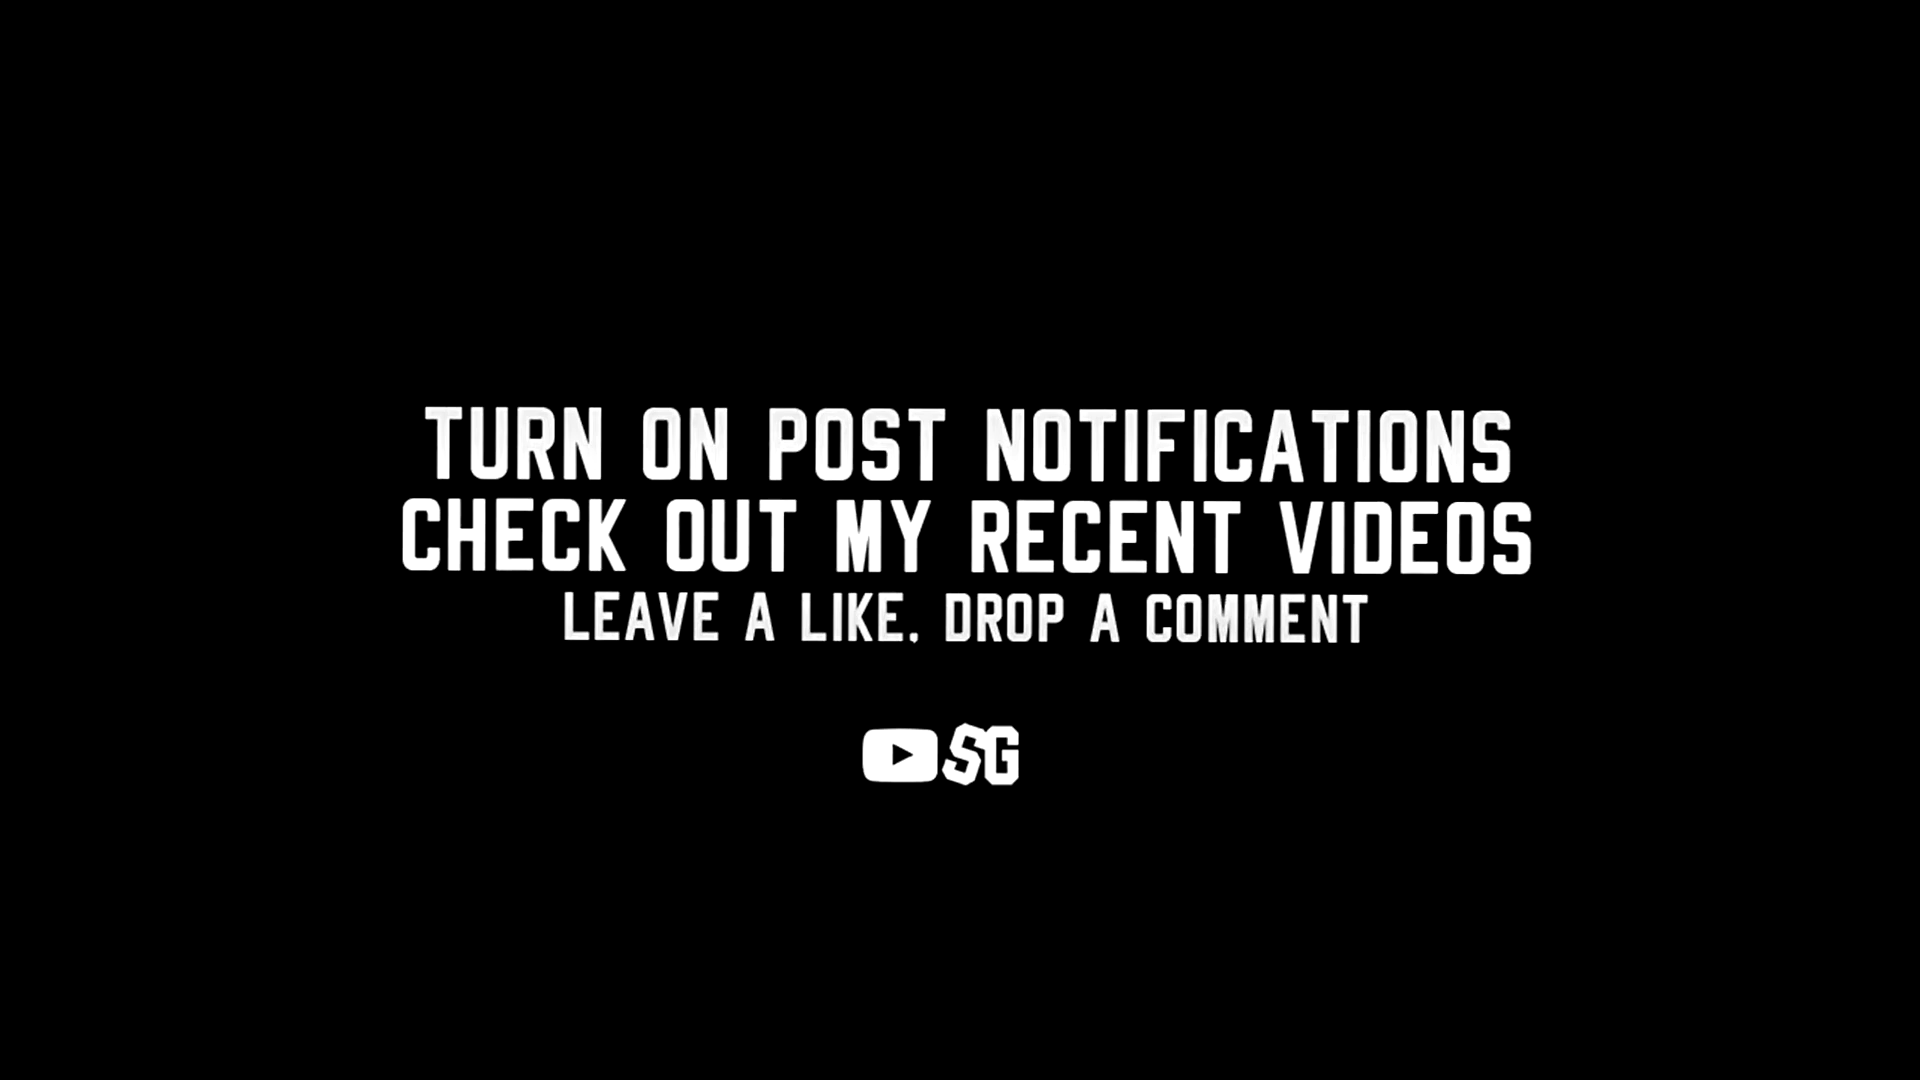 TURN ON POST NOTIFICATIONS
CHECK OUT MY RECENT VIDEOS
LEAVE A LIKE, DROP A COMMENT
SG